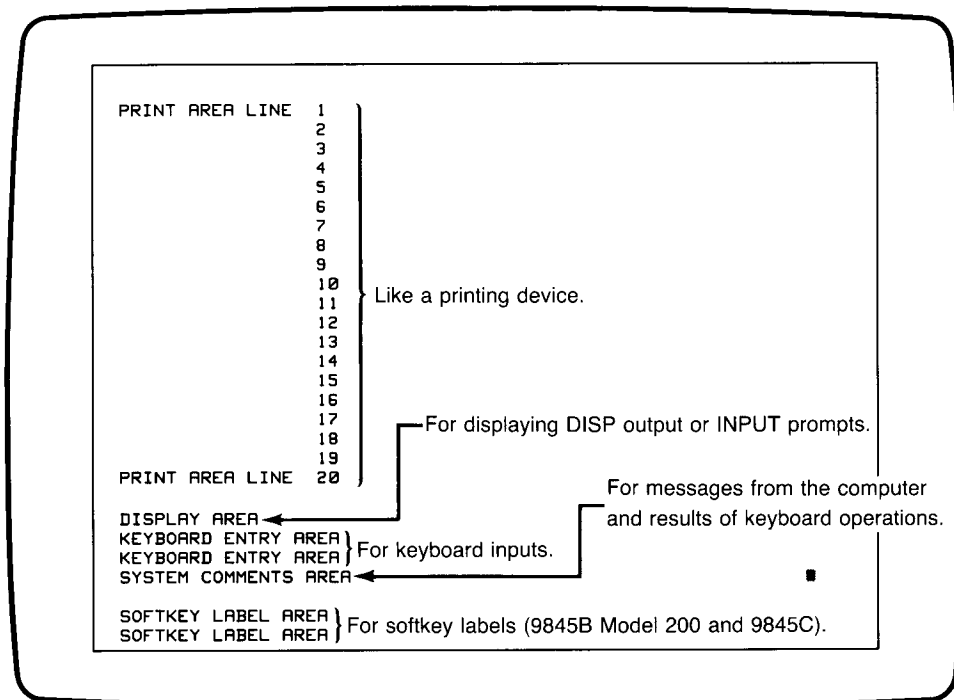 PRINT AREA LINE 1
2
3
4
5
6
7
8
9
10
11
12
13
14
15
16
17
18
19
PRINT AREA LINE 20
Like a printing device.
For displaying DISP output or INPUT prompts.
For messages from the computer
and results of keyboard operations.
DISPLAY AREA
KEYBOARD ENTRY AREA
KEYBOARD ENTRY AREA
For keyboard inputs.
SYSTEM COMMENTS AREA
SOFTKEY LABEL AREA
SOFTKEY LABEL AREA
For softkey labels (9845B Model 200 and 9845C).